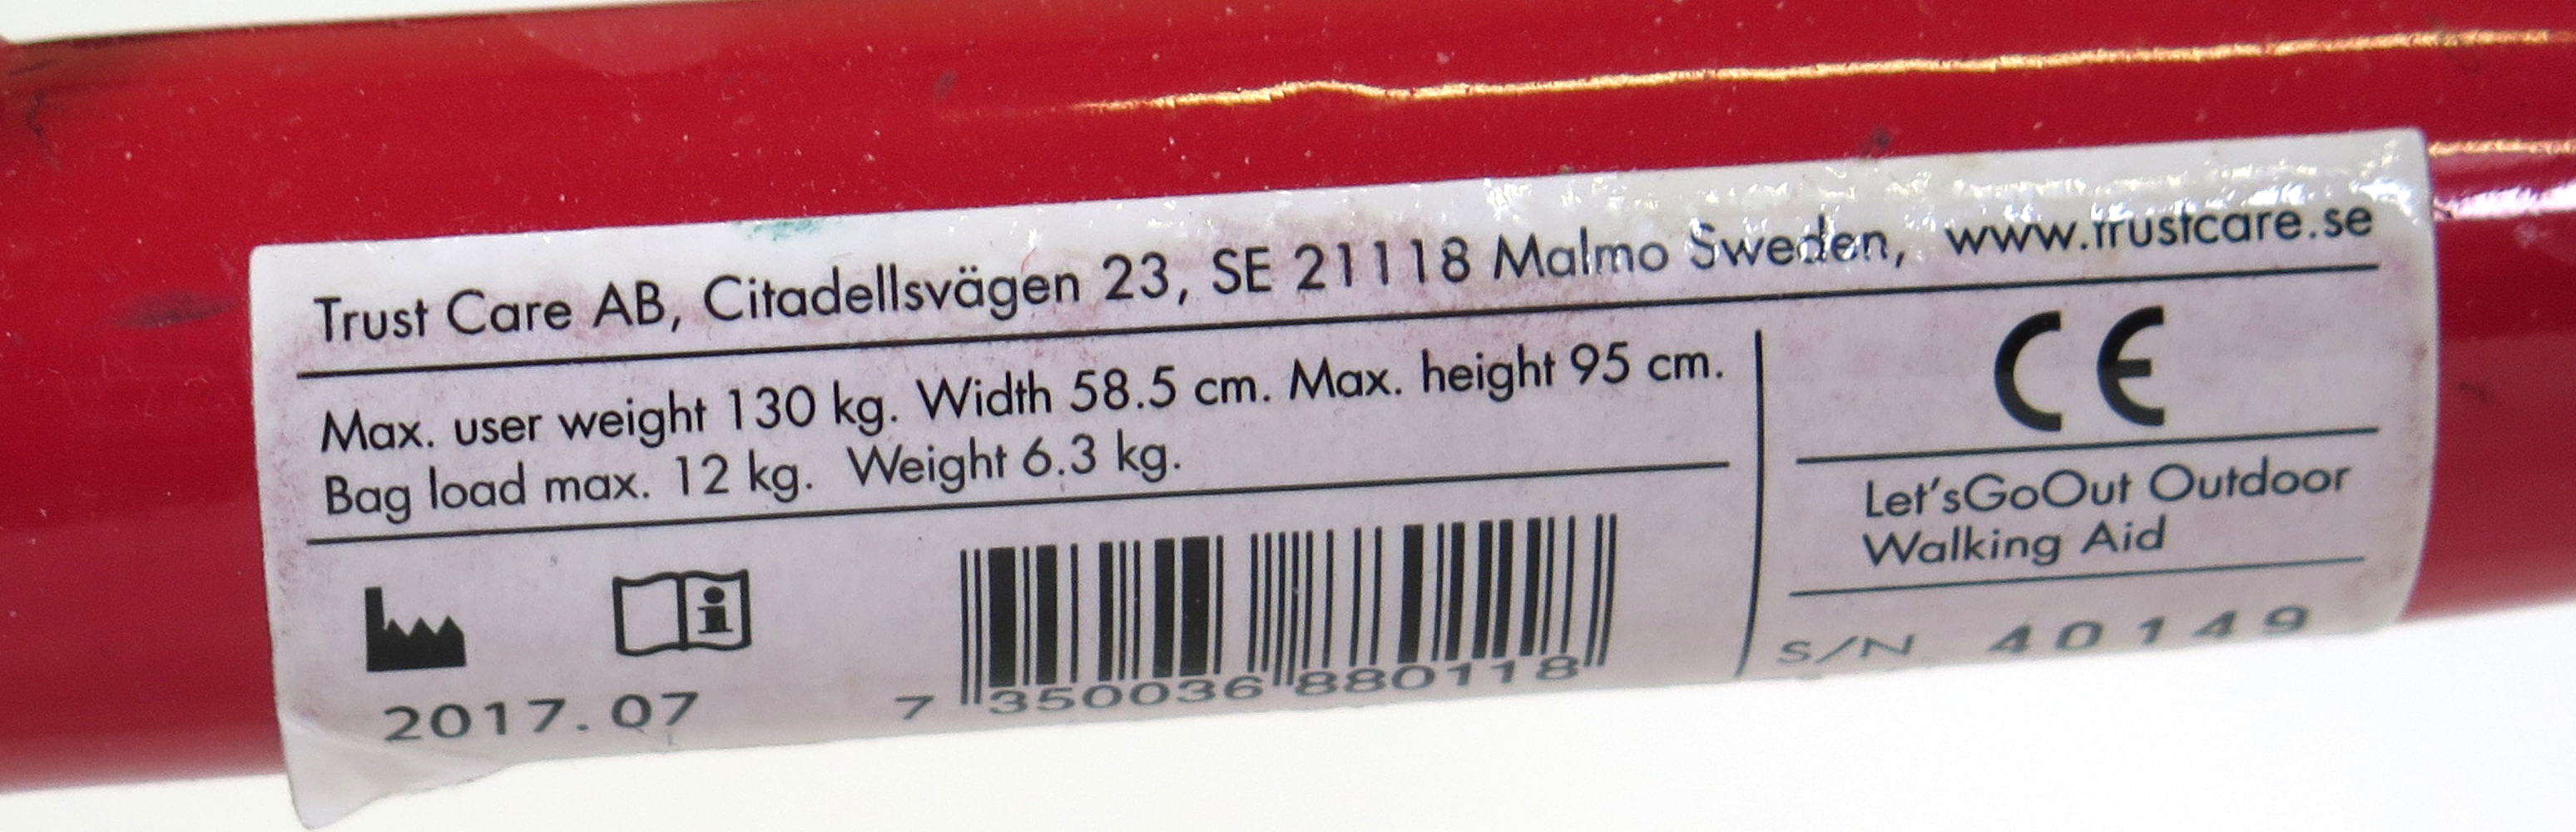 Trust Care AB, Citadellsvägen 23, SE 21118 Malmo Sweden, www.trustcare.se
Max. user weight 130 kg. Width 58.5 cm. Max. height 95 cm.
Bag load max. 12 kg. Weight 6.3 kg.
CE
Let'sGoOut Outdoor
Walking Aid
2017.07
7 350036 880118
S/N 40149